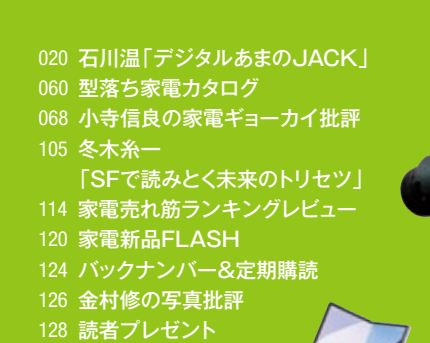 020 石川温「デジタルあまのJACK」
060 型落ち家電カタログ
068 小寺信良の家電ギョーカイ批評
105 冬木糸一
「SFで読みとく未来のトリセツ」
114 家電売れ筋ランキングレビュー
120 家電新品FLASH
124 バックナンバー&定期購読
126 金村修の写真批評
128 読者プレゼント